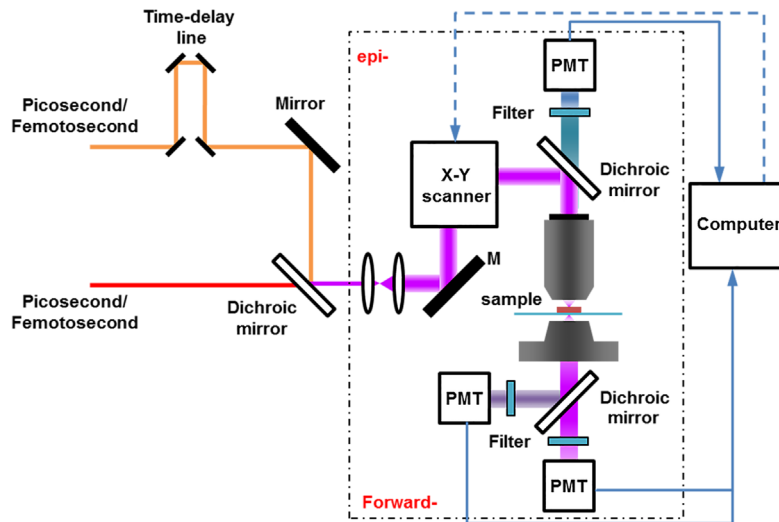 Time-delay
line
epi-
PMT
Picosecond/
Femotosecond
Mirror
Filter
X-Y
scanner
Dichroic
mirror
Computer
M
Picosecond/
Femotosecond
Dichroic
mirror
sample
PMT
Dichroic
mirror
Filter
PMT
Forward-